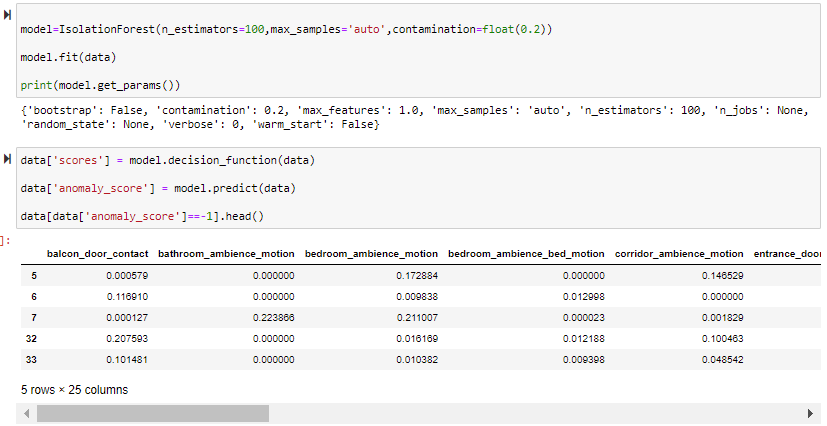 model=IsolationForest(n_estimators=100,max_samples='auto',contamination=float(0.2))
model.fit(data)
print(model.get_params())
{'bootstrap': False, 'contamination': 0.2, 'max_features': 1.0, 'max_samples': 'auto', 'n_estimators': 100, 'n_jobs': None,
'random_state': None, 'verbose': 0, 'warm_start': False}
data['scores'] = model.decision_function(data)
data['anomaly_score'] = model.predict(data)
data[data['anomaly_score']==-1].head()
]:
balcon_door_contact bathroom_ambience_motion bedroom_ambience_motion bedroom_ambience_bed_motion corridor_ambience_motion entrance_door
5 0.000579 0.000000 0.172884 0.000000 0.146529
6 0.116910 0.000000 0.009838 0.012998 0.000000
7 0.000127 0.223866 0.211007 0.000023 0.001829
32 0.207593 0.000000 0.016169 0.012188 0.100463
33 0.101481 0.000000 0.010382 0.009398 0.048542
5 rows × 25 columns